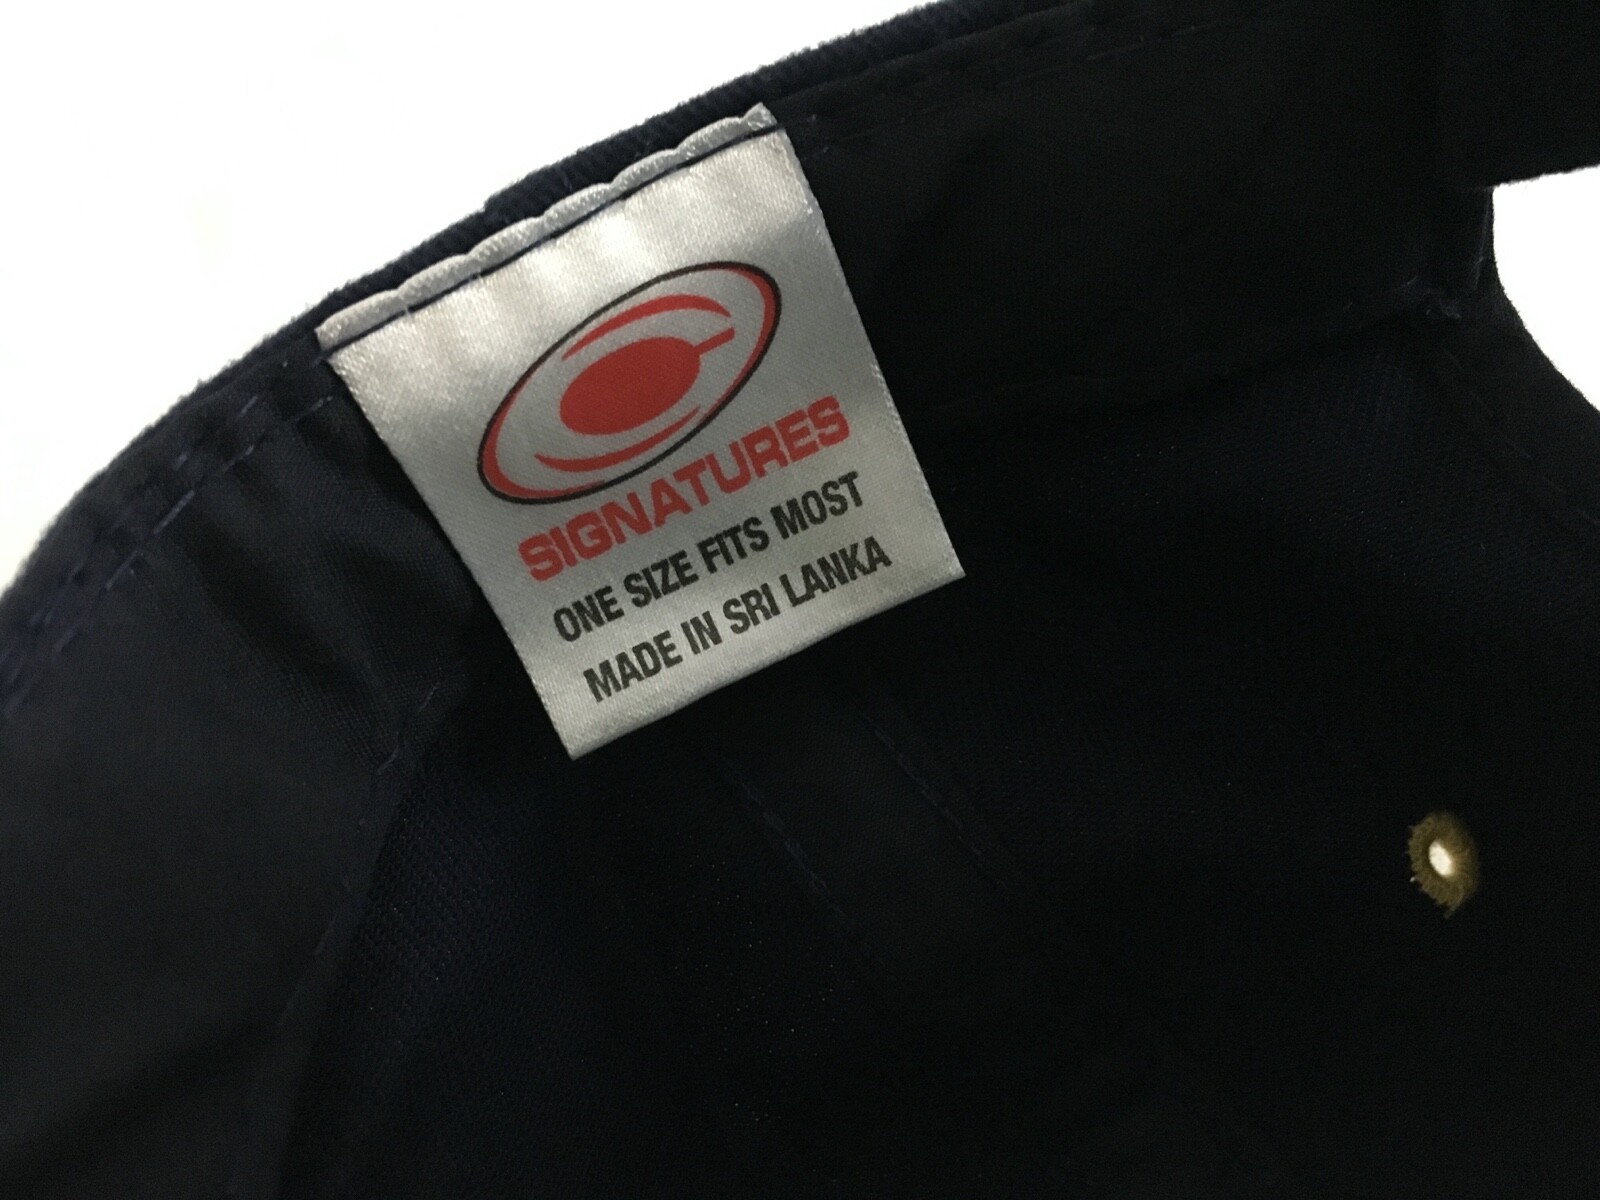 SIGNATURES
ONE SIZE FITS MOST
MADE IN SRI LANKA